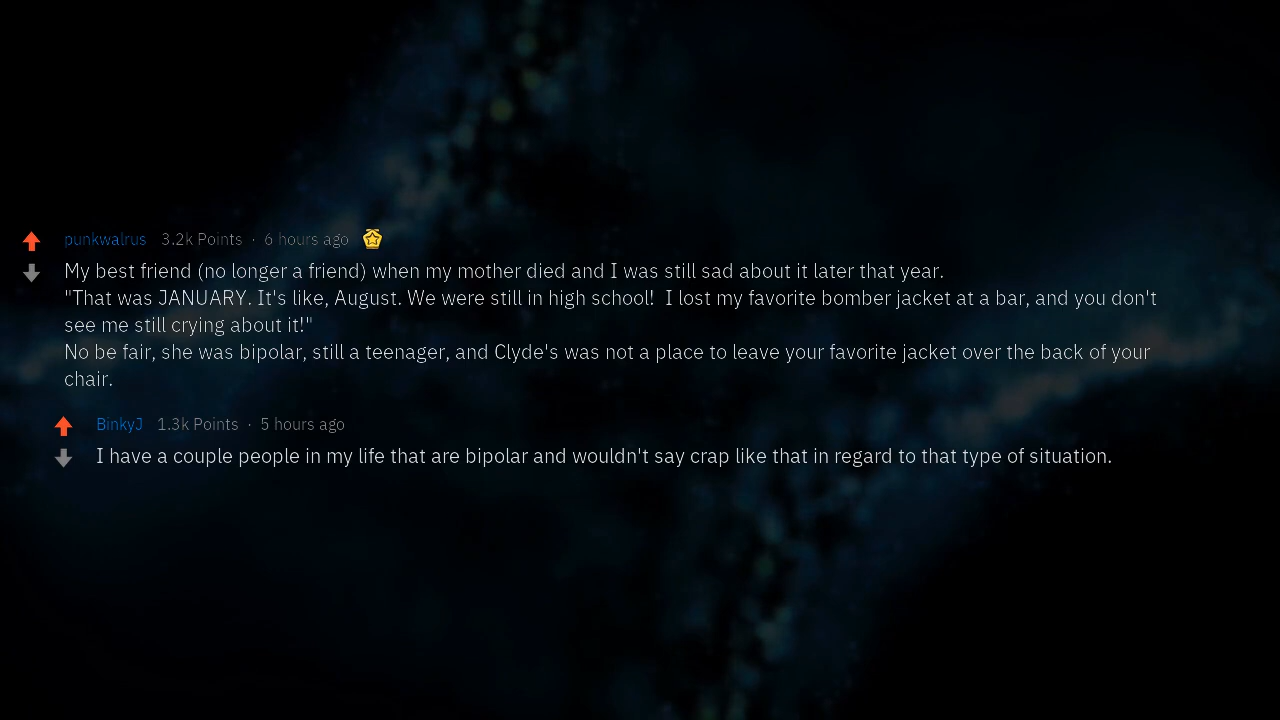 punkwalrus 3.2k Points · 6 hours ago
My best friend (no longer a friend) when my mother died and I was still sad about it later that year.
"That was JANUARY. It's like, August. We were still in high school!  I lost my favorite bomber jacket at a bar, and you don't
see me still crying about it!"
No be fair, she was bipolar, still a teenager, and Clyde's was not a place to leave your favorite jacket over the back of your
chair.
BinkyJ 1.3k Points · 5 hours ago
I have a couple people in my life that are bipolar and wouldn't say crap like that in regard to that type of situation.